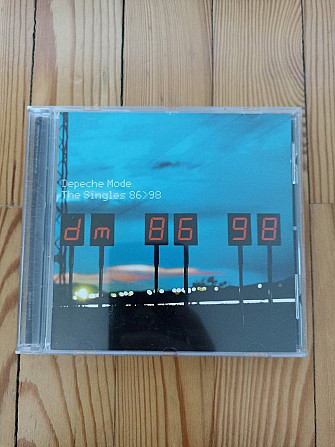 Depeche Mode
The Singles 86>98
dm 86 98